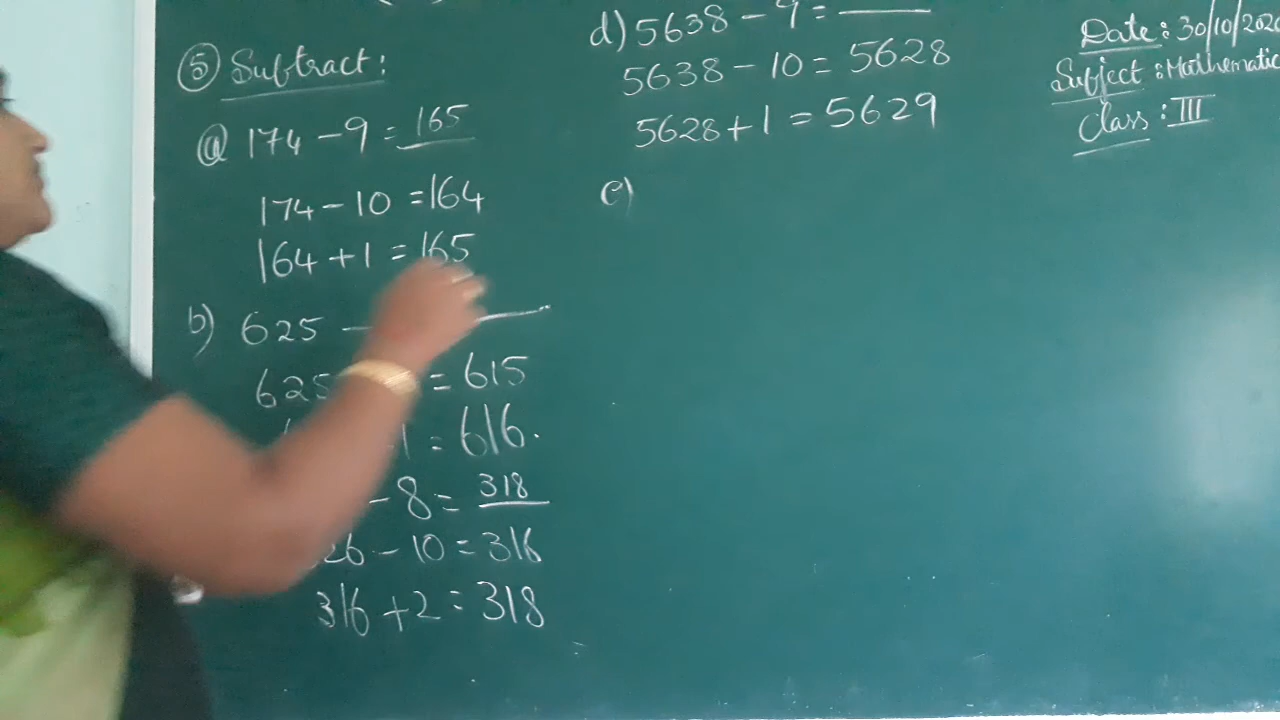 ⑤ Subtract:
ⓐ 174 - 9 = 165
174 - 10 = 164
164 + 1 = 165
b) 625 -
625 = 615
1 = 616.
- 8 = 318
26 - 10 = 316
316 + 2 = 318
d) 5638 - 9 =
5638 - 10 = 5628
5628 + 1 = 5629
e)
Date: 30/10/202
Subject: Mathematic
Class: III